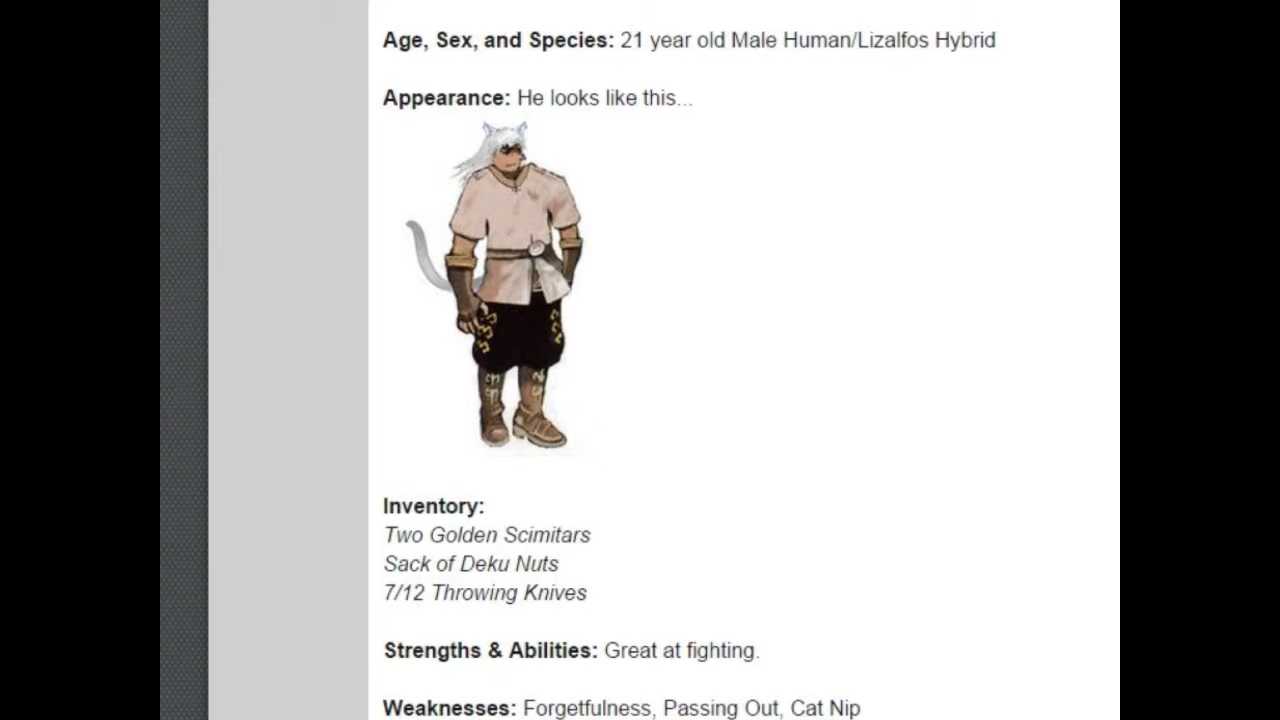 Age, Sex, and Species: 21 year old Male Human/Lizalfos Hybrid
Appearance: He looks like this...
Inventory:
Two Golden Scimitars
Sack of Deku Nuts
7/12 Throwing Knives
Strengths & Abilities: Great at fighting.
Weaknesses: Forgetfulness, Passing Out, Cat Nip